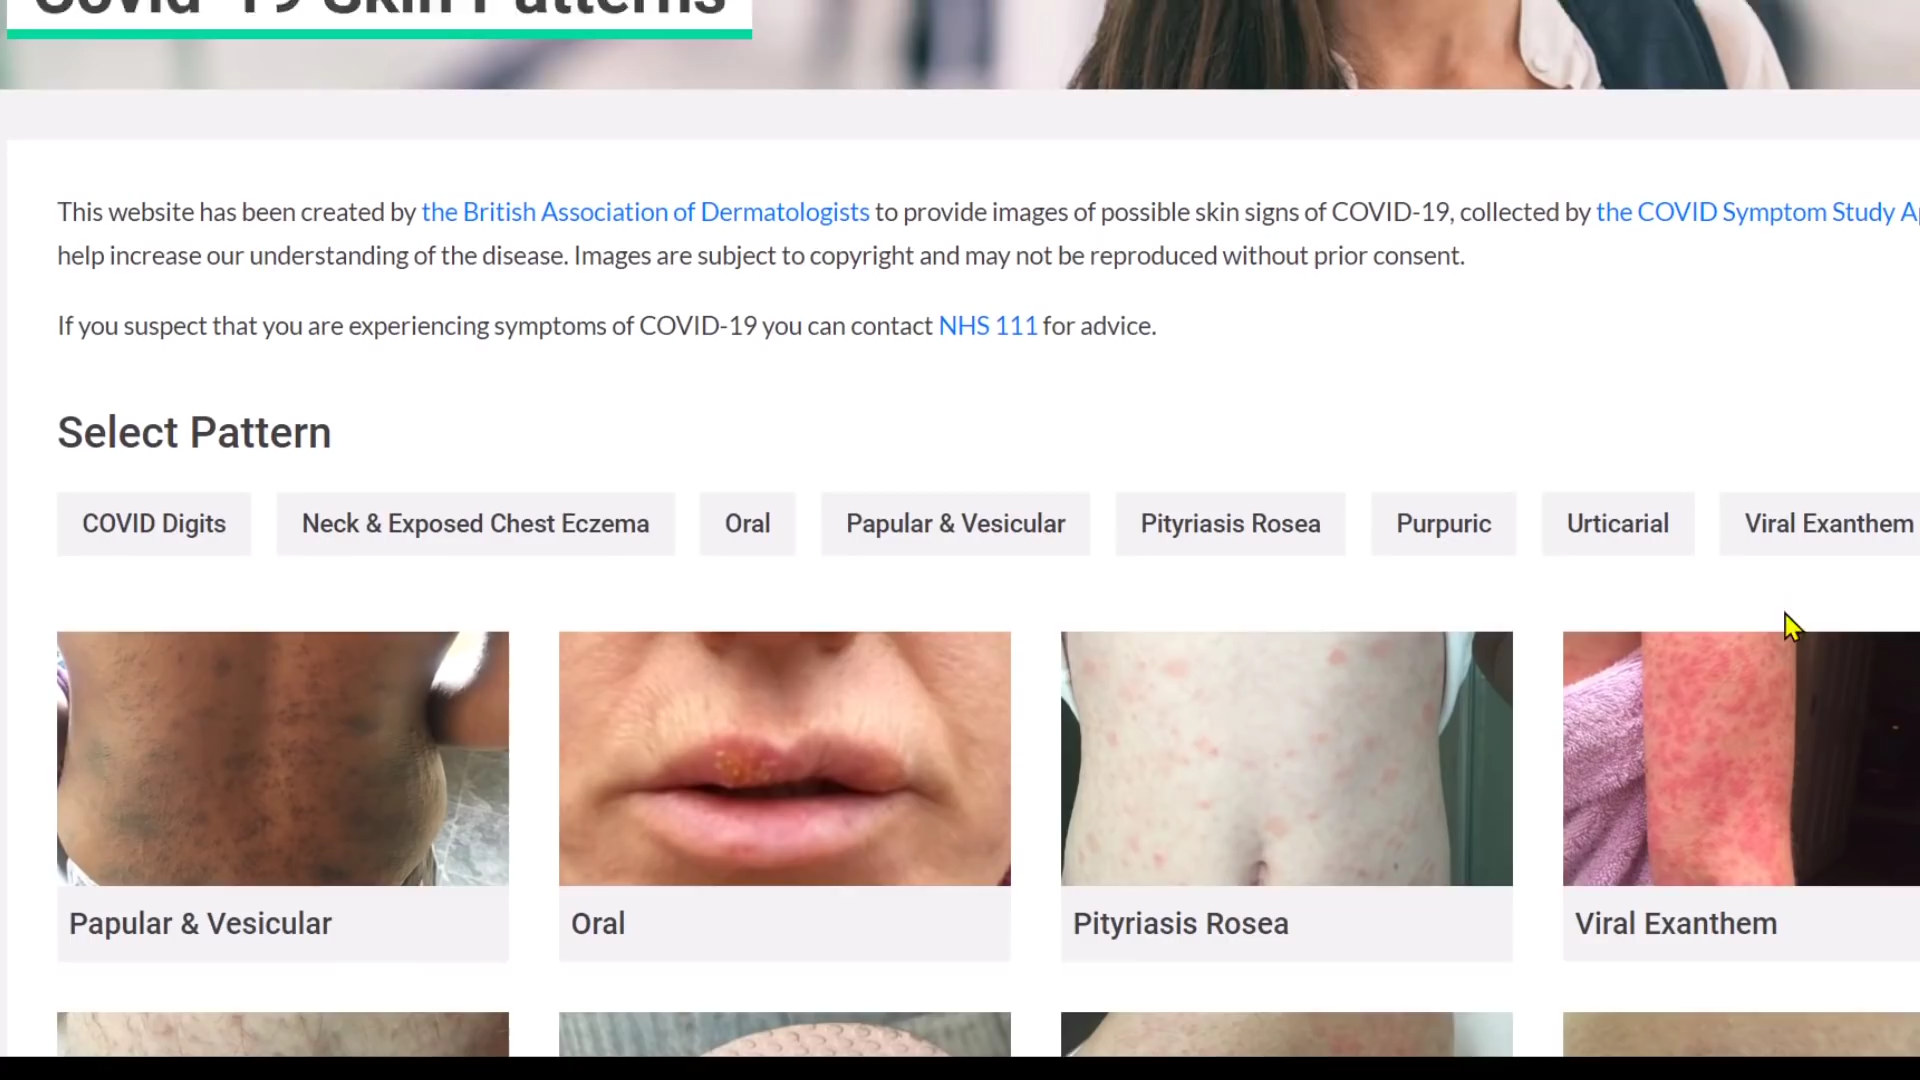 Covid-19 Skin Patterns
This website has been created by the British Association of Dermatologists to provide images of possible skin signs of COVID-19, collected by the COVID Symptom Study
help increase our understanding of the disease. Images are subject to copyright and may not be reproduced without prior consent.
If you suspect that you are experiencing symptoms of COVID-19 you can contact NHS 111 for advice.
Select Pattern
COVID Digits Neck & Exposed Chest Eczema Oral Papular & Vesicular Pityriasis Rosea Purpuric Urticarial Viral Exanthem
Papular & Vesicular Oral Pityriasis Rosea Viral Exanthem